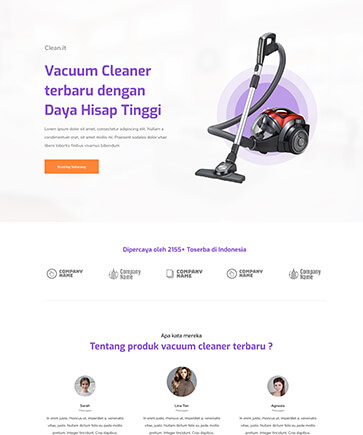 Clean.it
Vacuum Cleaner
terbaru dengan
Daya Hisap Tinggi
Lorem ipsum dolor sit amet, consectetur adipiscing elit. Nullam a
condimentum erat, sit amet mollis mi. Praesent sodales dolor vitae
libero finibus vivamus bibendum
Booking Sekarang
Dipercaya oleh 2155+ Toserba di Indonesia
COMPANY
NAME
Company
Name
COMPANY
NAME
COMPANY
NAME
Company
Name
Apa kata mereka
Tentang produk vacuum cleaner terbaru ?
Sarah
Lina Tan
Agnesia
In enim justo, rhoncus ut, imperdiet a, venenatis
vitae, justo. Nullam dictum felis eu pede mollis
pretium. Integer tincidunt. Cras dapibus.
In enim justo, rhoncus ut, imperdiet a, venenatis
vitae, justo. Nullam dictum felis eu pede mollis
pretium. Integer tincidunt. Cras dapibus.
In enim justo, rhoncus ut, imperdiet a, venenatis
vitae, justo. Nullam dictum felis eu pede mollis
pretium. Integer tincidunt. Cras dapibus.